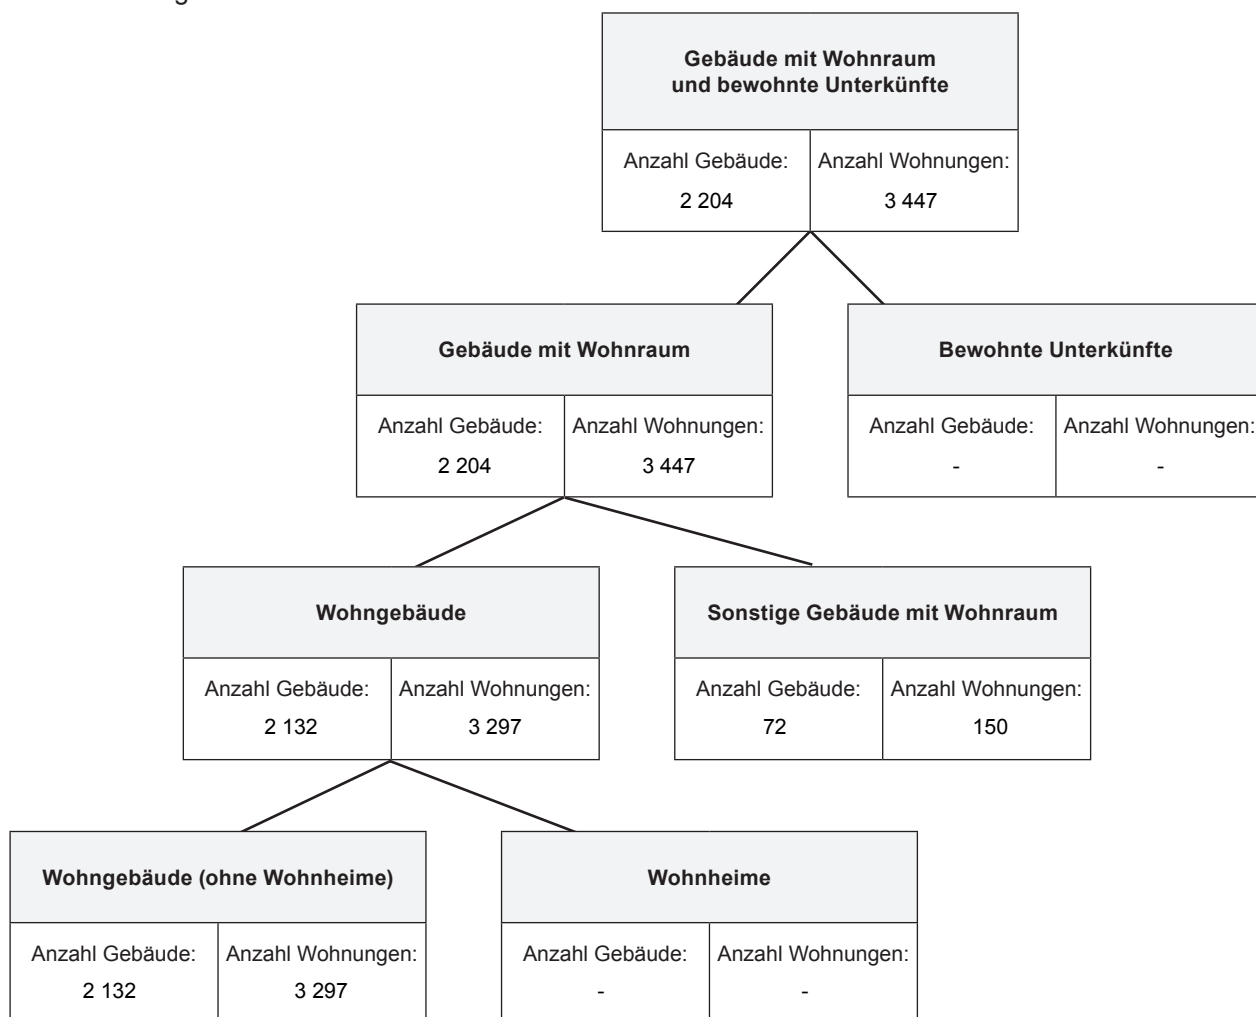 Gebäude mit Wohnraum
und bewohnte Unterkünfte
Anzahl Gebäude: Anzahl Wohnungen:
2 204 3 447
Gebäude mit Wohnraum Bewohnte Unterkünfte
Anzahl Gebäude: Anzahl Wohnungen: Anzahl Gebäude: Anzahl Wohnungen:
2 204 3 447 - -
Wohngebäude Sonstige Gebäude mit Wohnraum
Anzahl Gebäude: Anzahl Wohnungen: Anzahl Gebäude: Anzahl Wohnungen:
2 132 3 297 72 150
Wohngebäude (ohne Wohnheime) Wohnheime
Anzahl Gebäude: Anzahl Wohnungen: Anzahl Gebäude: Anzahl Wohnungen:
2 132 3 297 - -